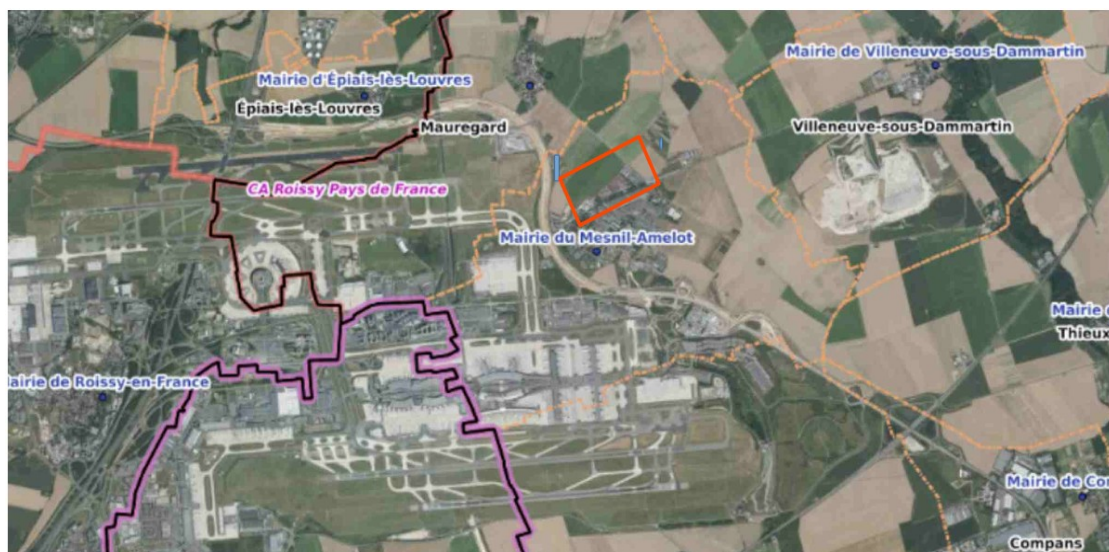 Mairie de Villeneuve-sous-Dammartin
Mairie d'Épiais-lès-Louvres
Épiais-lès-Louvres
Mauregard
Villeneuve-sous-Dammartin
CA Roissy Pays de France
Mairie du Mesnil-Amelot
Mairie d
Thieux
airie de Roissy-en-France
Mairie de Co
Compans